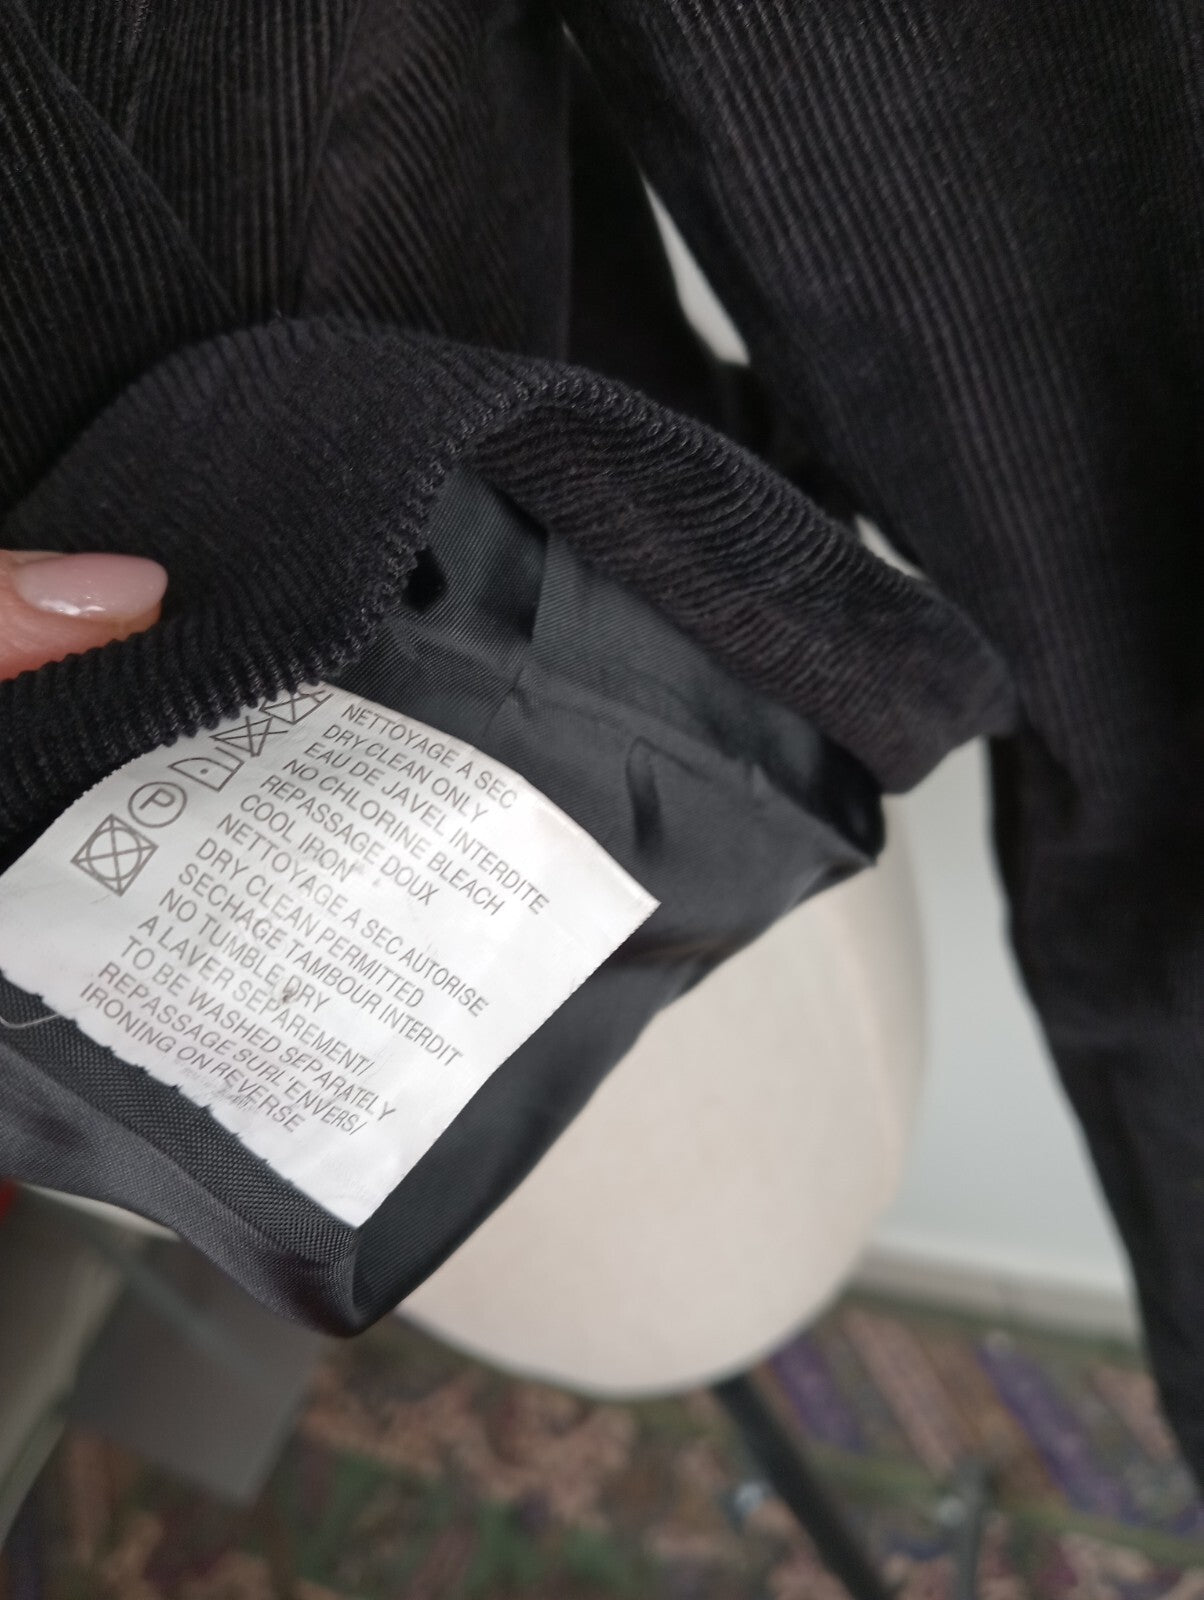 NETTOYAGE A SEC
DRY CLEAN ONLY
EAU DE JAVEL INTERDITE
NO CHLORINE BLEACH
REPASSAGE DOUX
COOL IRON
NETTOYAGE A SEC AUTORISE
DRY CLEAN PERMITTED
SECHAGE TAMBOUR INTERDIT
NO TUMBLE DRY
A LAVER SEPAREMENT/
TO BE WASHED SEPARATELY
REPASSAGE SUR L'ENVERS/
IRONING ON REVERSE
P